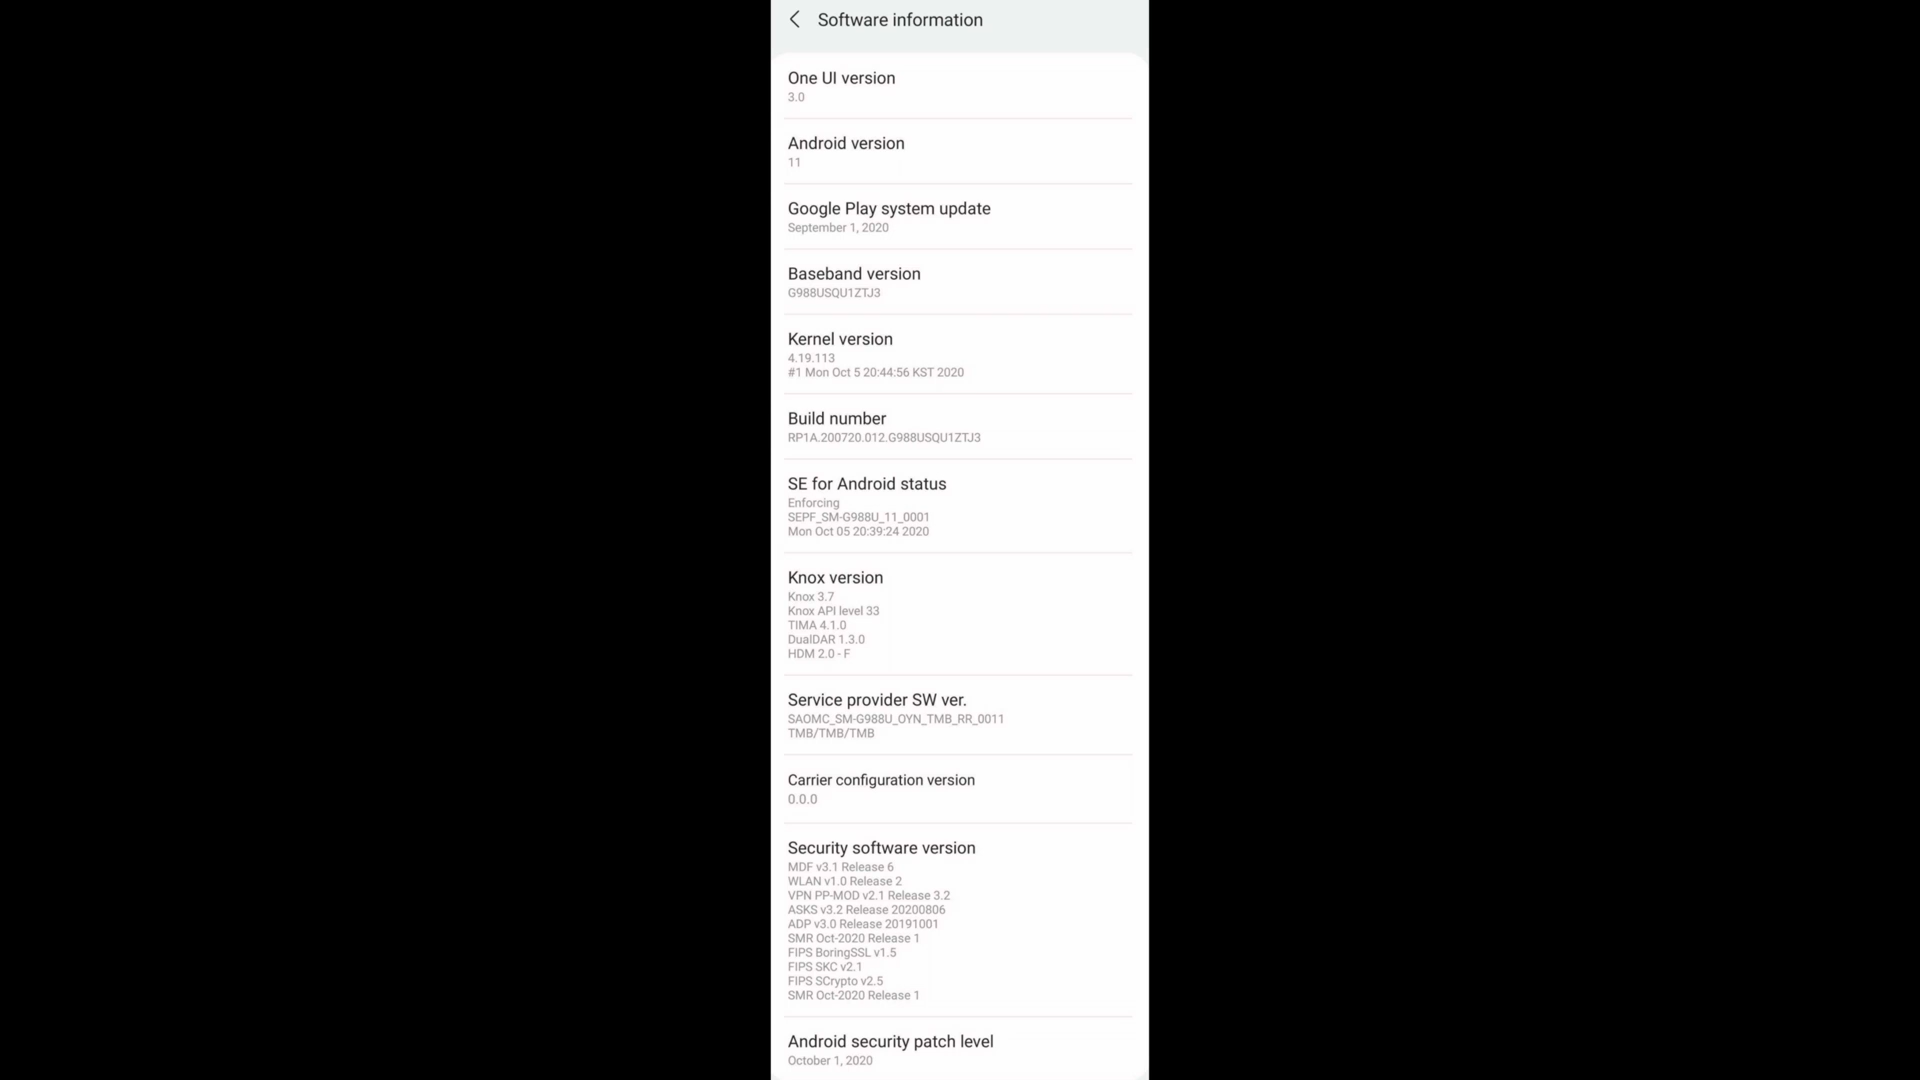 Software information
One UI version
3.0
Android version
11
Google Play system update
September 1, 2020
Baseband version
G988USQU1ZTJ3
Kernel version
4.19.113
#1 Mon Oct 5 20:44:56 KST 2020
Build number
RP1A.200720.012.G988USQU1ZTJ3
SE for Android status
Enforcing
SEPF_SM-G988U_11_0001
Mon Oct 05 20:39:24 2020
Knox version
Knox 3.7
Knox API level 33
TIMA 4.1.0
DualDAR 1.3.0
HDM 2.0 - F
Service provider SW ver.
SAOMC_SM-G988U_OYN_TMB_RR_0011
TMB/TMB/TMB
Carrier configuration version
0.0.0
Security software version
MDF v3.1 Release 6
WLAN v1.0 Release 2
VPN PP-MOD v2.1 Release 3.2
ASKS v3.2 Release 20200806
ADP v3.0 Release 20191001
SMR Oct-2020 Release 1
FIPS BoringSSL v1.5
FIPS SKC v2.1
FIPS SCrypto v2.5
SMR Oct-2020 Release 1
Android security patch level
October 1, 2020